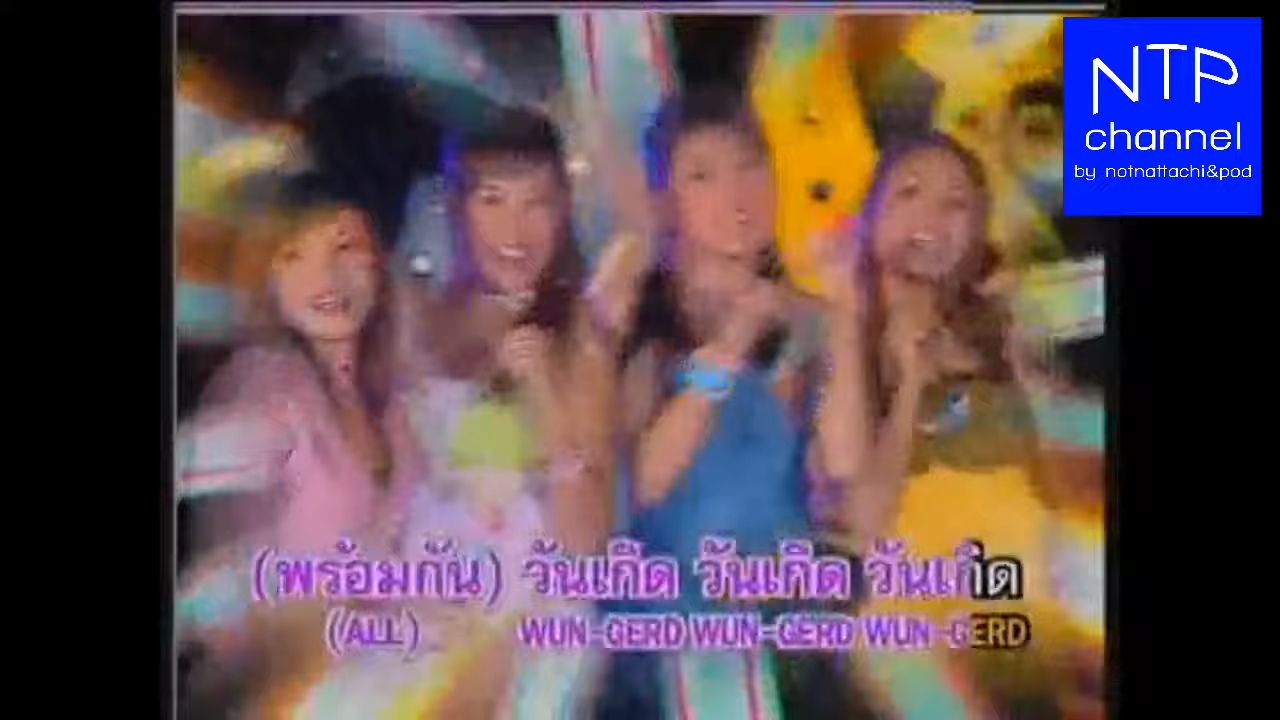 NTP
channel
by notnattachi&pod
(พร้อมกัน) วันเกิด วันเกิด วันเกิด
(ALL) WUN-GERD WUN-GERD WUN-GERD